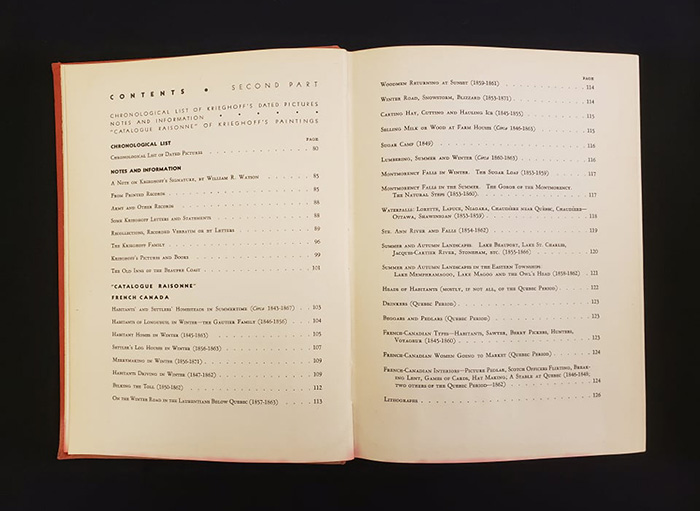 CONTENTS • SECOND PART
CHRONOLOGICAL LIST OF KRIEGHOFF'S DATED PICTURES
NOTES AND INFORMATION
"CATALOGUE RAISONNE" OF KRIEGHOFF'S PAINTINGS
PAGE
CHRONOLOGICAL LIST
Chronological List of Dated Pictures 80
NOTES AND INFORMATION
A Note on Krieghoff's Signature, by William R. Watson 85
From Printed Records 85
Army and Other Records 86
Some Krieghoff Letters and Statements 88
Recollections, Recorded Verbatim or by Letters 89
The Krieghoff Family 96
Krieghoff's Pictures and Books 99
The Old Inns of the Beaupre Coast 101
"CATALOGUE RAISONNE"
FRENCH CANADA
Habitants' and Settlers' Homesteads in Summertime (Circa 1843-1867) 103
Habitants of Longueuil in Winter—the Gautier Family (1846-1856) 104
Habitant Homes in Winter (1845-1865)
Settler's Log Houses in Winter (1856-1863) 107
Merrymaking in Winter (1856-1871) 109
Habitants Driving in Winter (1847-1862) 109
Bilking the Toll (1850-1862) 112
On the Winter Road in the Laurentians Below Quebec (1857-1863) 113
PAGE
Woodmen Returning at Sunset (1859-1861) 114
Winter Road, Snowstorm, Blizzard (1853-1871) 114
Carting Hay, Cutting and Hauling Ice (1845-1855) 115
Selling Milk or Wood at Farm Houses (Circa 1846-1863) 115
Sugar Camp (1849) 116
Lumbering, Summer and Winter (Circa 1860-1863) 116
Montmorency Falls in Winter. The Sugar Loaf (1853-1859) 117
Montmorency Falls in the Summer. The Gorge of the Montmorency.
The Natural Steps (1853-1860) 117
Waterfalls: Lorette, Lapuce, Niagara, Chaudière near Québec, Chaudière—
Ottawa, Shawinigan (1853-1859) 118
Ste. Ann River and Falls (1854-1862) 119
Summer and Autumn Landscapes. Lake Beauport, Lake St. Charles,
Jacques-Cartier River, Stoneham, etc. (1853-1866) 120
Summer and Autumn Landscapes in the Eastern Townships
Lake Memphramagog, Lake Magog and the Owl's Head (1858-1862) 121
Heads of Habitants (mostly, if not all, of the Quebec Period) 122
Drinkers (Quebec Period) 123
Beggars and Pedlars (Quebec Period) 123
French-Canadian Types—Habitants, Sawyer, Berry Pickers, Hunters,
Voyageur (1845-1860) 123
French-Canadian Women Going to Market (Quebec Period) 124
French-Canadian Interiors—Picture Pedlar, Scotch Officers Flirting, Break-
ing Lent, Games of Cards, Hat Making; A Stable at Quebec (1846-1848;
two others of the Quebec Period—1862) 124
Lithographs 126